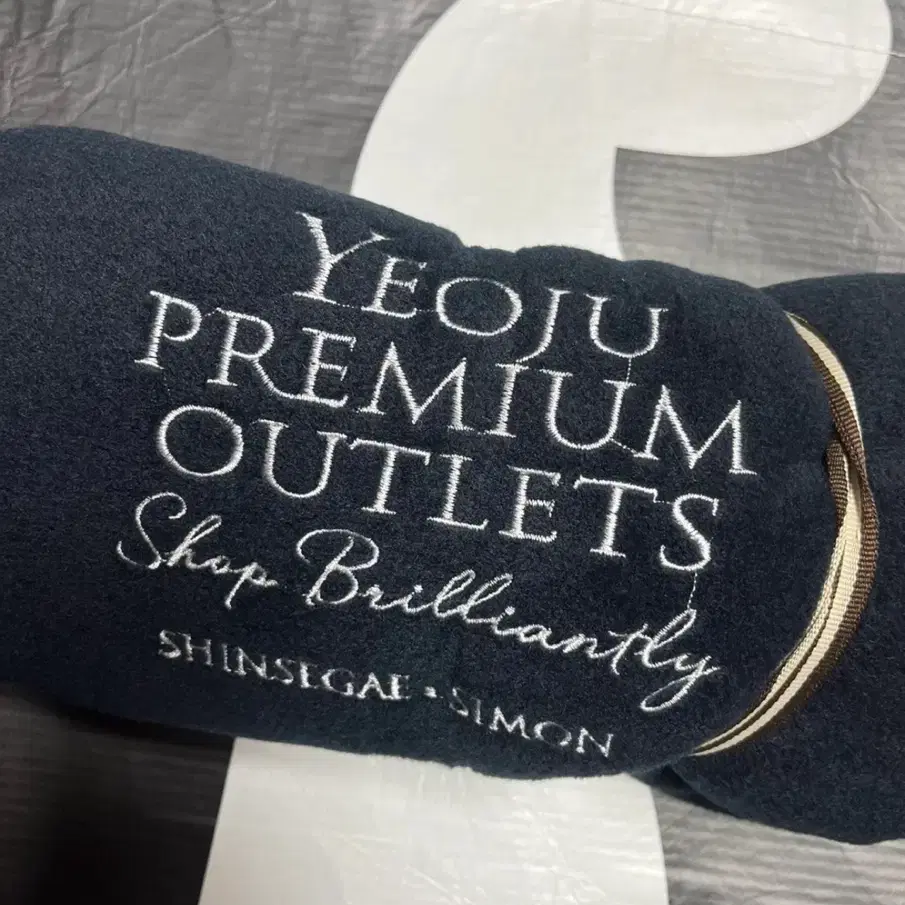 YEOJU
PREMIUM
OUTLETS
Shop Brilliantly
SHINSEGAE • SIMON